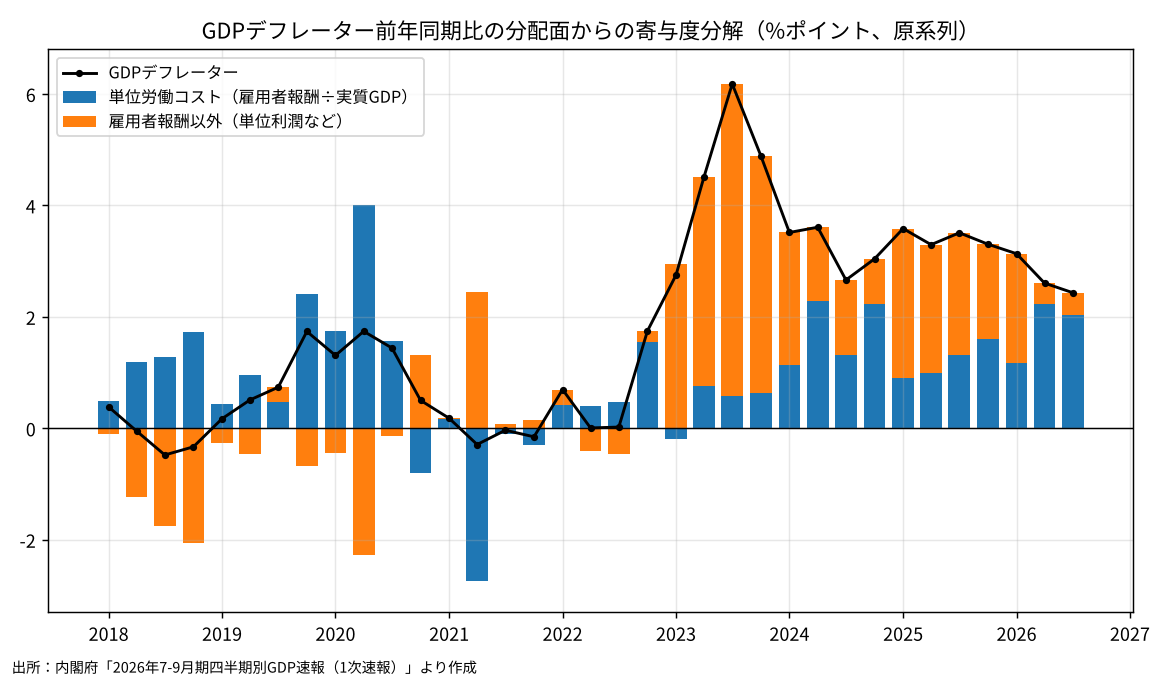 GDPデフレーター前年同期比の分配面からの寄与度分解（%ポイント、原系列）
GDPデフレーター
単位労働コスト（雇用者報酬÷実質GDP）
雇用者報酬以外（単位利潤など）
6
4
2
0
-2
2018 2019 2020 2021 2022 2023 2024 2025 2026 2027
出所：内閣府「2026年7-9月期四半期別GDP速報（1次速報）」より作成